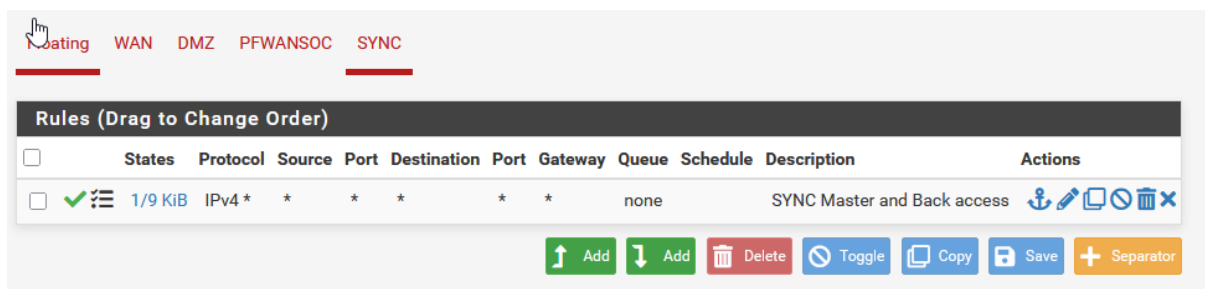 WAN DMZ PFWANSOC SYNC
Rules (Drag to Change Order)
States Protocol Source Port Destination Port Gateway Queue Schedule Description Actions
1/9 KiB IPv4 * * * * * * none SYNC Master and Back access
Add Add Delete Toggle Copy Save Separator